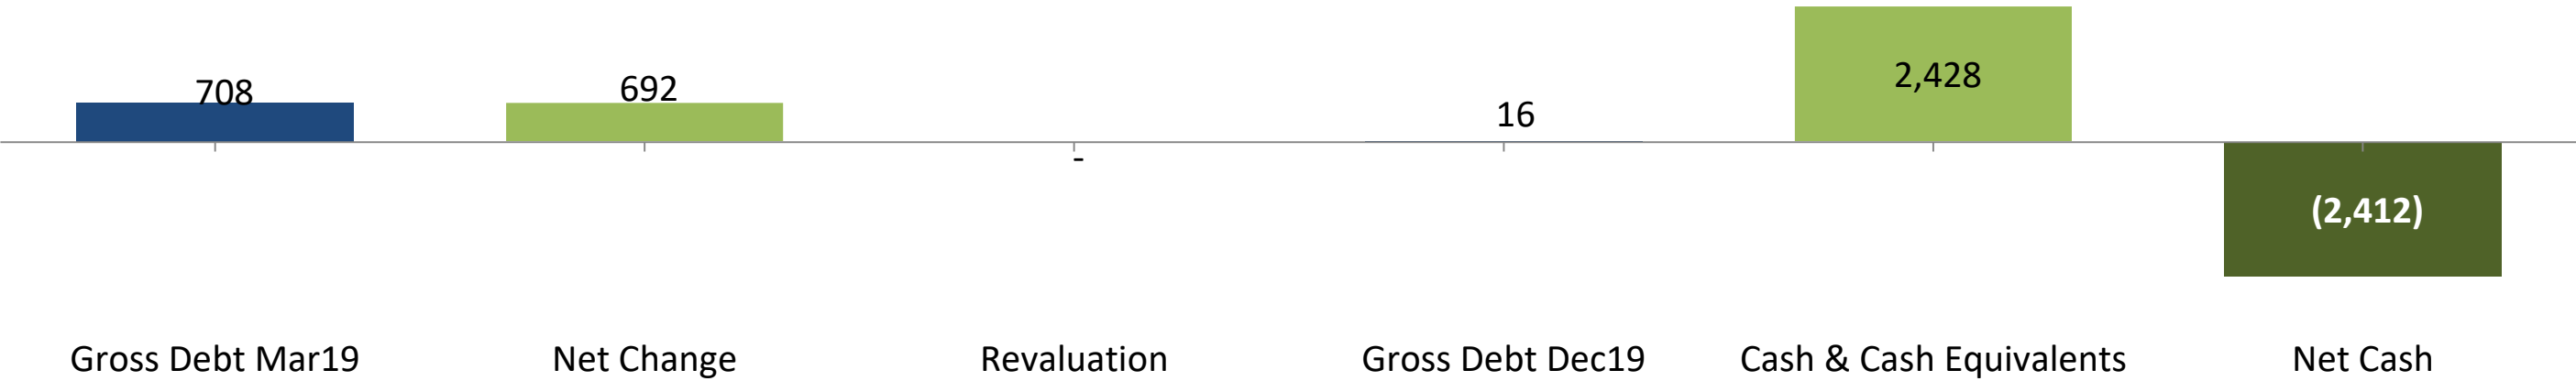 708
692
-
16
2,428
(2,412)
Gross Debt Mar19
Net Change
Revaluation
Gross Debt Dec19
Cash & Cash Equivalents
Net Cash